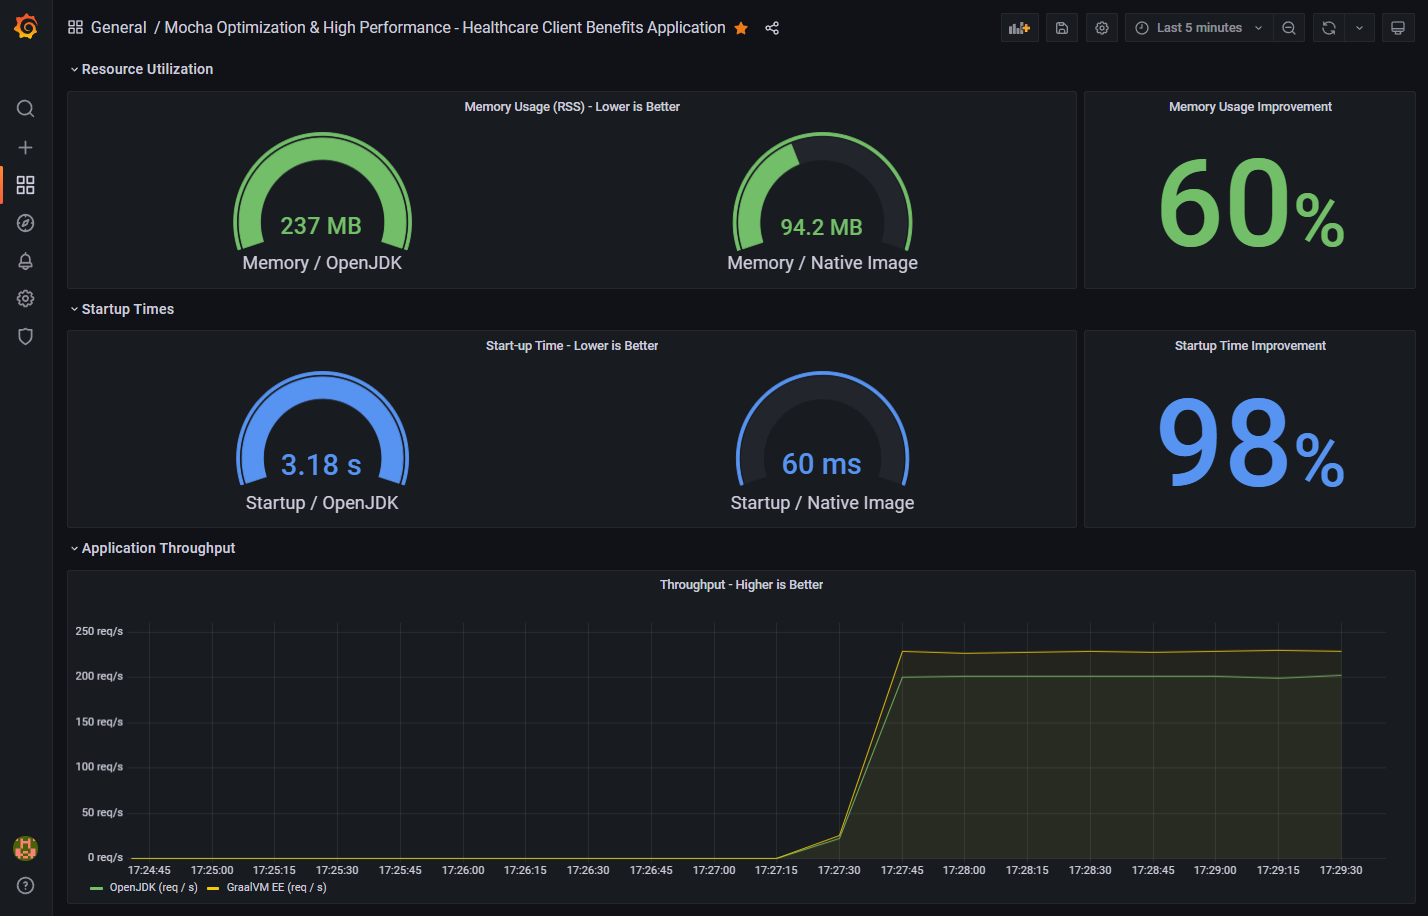 General / Mocha Optimization & High Performance - Healthcare Client Benefits Application
Last 5 minutes
Resource Utilization
Memory Usage (RSS) - Lower is Better
237 MB
Memory / OpenJDK
94.2 MB
Memory / Native Image
Memory Usage Improvement
60%
Startup Times
Start-up Time - Lower is Better
3.18 s
Startup / OpenJDK
60 ms
Startup / Native Image
Startup Time Improvement
98%
Application Throughput
Throughput - Higher is Better
250 req/s
200 req/s
150 req/s
100 req/s
50 req/s
0 req/s
17:24:45 17:25:00 17:25:15 17:25:30 17:25:45 17:26:00 17:26:15 17:26:30 17:26:45 17:27:00 17:27:15 17:27:30 17:27:45 17:28:00 17:28:15 17:28:30 17:28:45 17:29:00 17:29:15 17:29:30
OpenJDK (req / s) GraalVM EE (req / s)